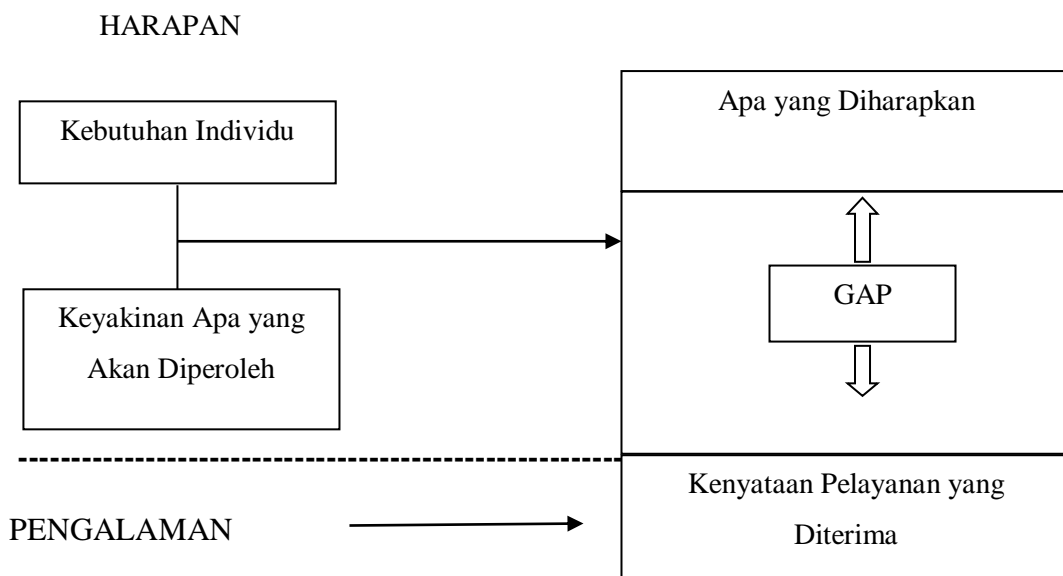 HARAPAN
Kebutuhan Individu
Keyakinan Apa yang
Akan Diperoleh
Apa yang Diharapkan
GAP
PENGALAMAN
Kenyataan Pelayanan yang
Diterima